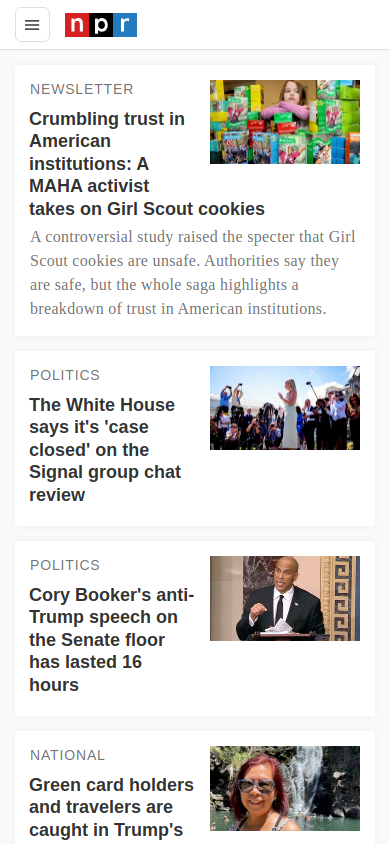 npr
NEWSLETTER
Crumbling trust in
American
institutions: A
MAHA activist
takes on Girl Scout cookies
A controversial study raised the specter that Girl
Scout cookies are unsafe. Authorities say they
are safe, but the whole saga highlights a
breakdown of trust in American institutions.
POLITICS
The White House
says it's 'case
closed' on the
Signal group chat
review
POLITICS
Cory Booker's anti-
Trump speech on
the Senate floor
has lasted 16
hours
NATIONAL
Green card holders
and travelers are
caught in Trump's